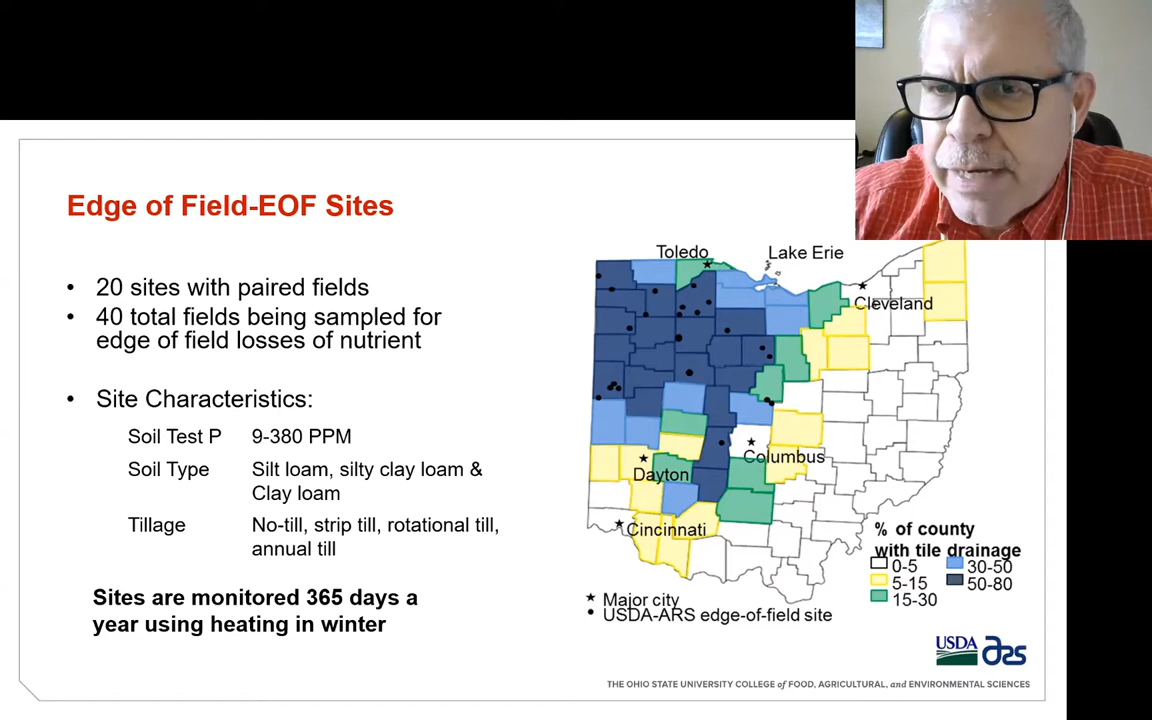 Edge of Field-EOF Sites
• 20 sites with paired fields
• 40 total fields being sampled for
edge of field losses of nutrient
• Site Characteristics:
Soil Test P 9-380 PPM
Soil Type Silt loam, silty clay loam &
Clay loam
Tillage No-till, strip till, rotational till,
annual till
Sites are monitored 365 days a
year using heating in winter
Toledo
Lake Erie
Cleveland
Columbus
Dayton
Cincinnati
% of county
with tile drainage
0-5
30-50
5-15
50-80
15-30
Major city
USDA-ARS edge-of-field site
USDA ars
THE OHIO STATE UNIVERSITY COLLEGE of FOOD, AGRICULTURAL, and ENVIRONMENTAL SCIENCES